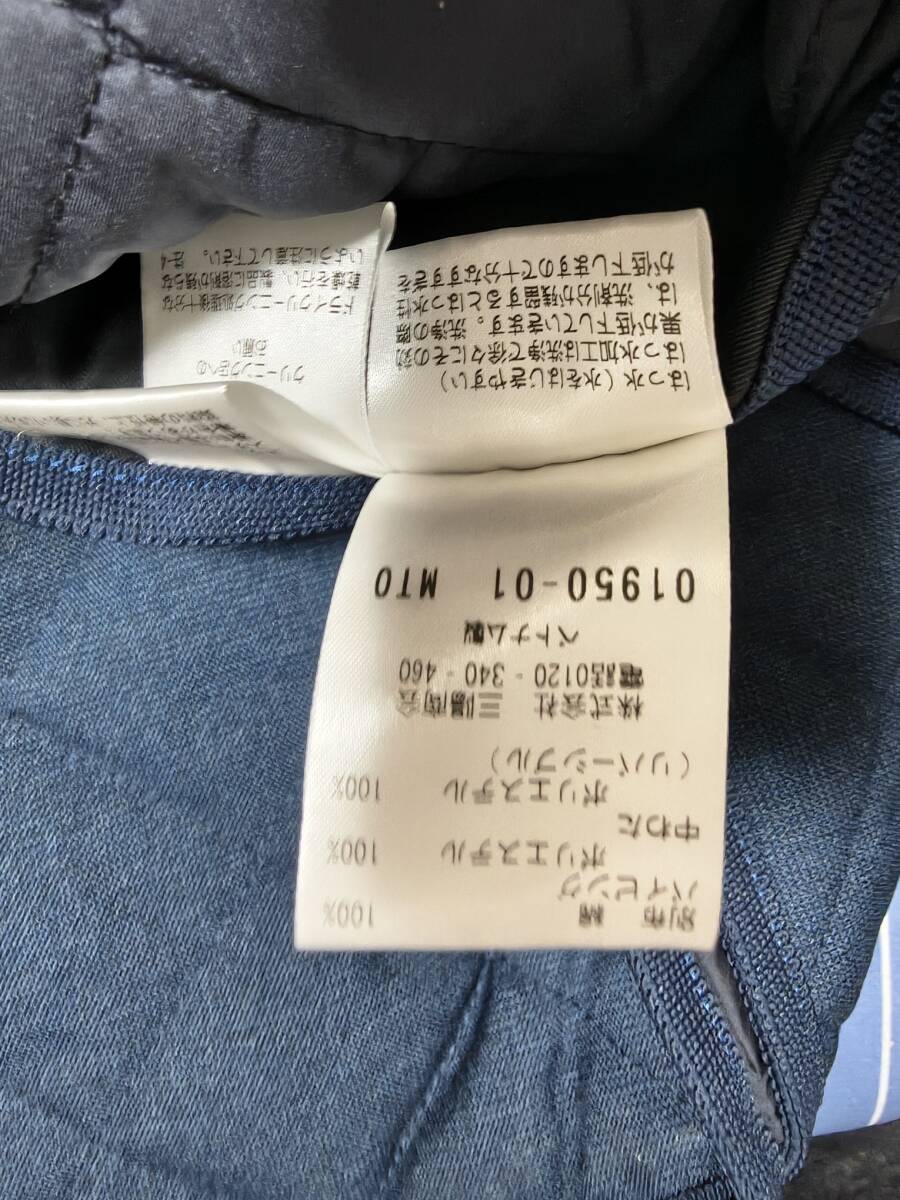 別布 綿 100%
パイピング
ポリエステル 100%
中わた
ポリエステル 100%
(リバーシブル)
株式会社 三陽商会
電話0120-340-460
ベトナム製
01950-01 MTO
はっ水(水をはじきやすい)
はっ水加工は洗浄で徐々にその効
果が低下していきます。洗浄の際
は、洗剤分が残留するとはっ水性
が低下しますので十分なすすぎを
クリーニング店への
お願い
ドライクリーニング処理後十分な
乾燥を行い、製品に溶剤が残らな
いように注意して下さい。 注-4